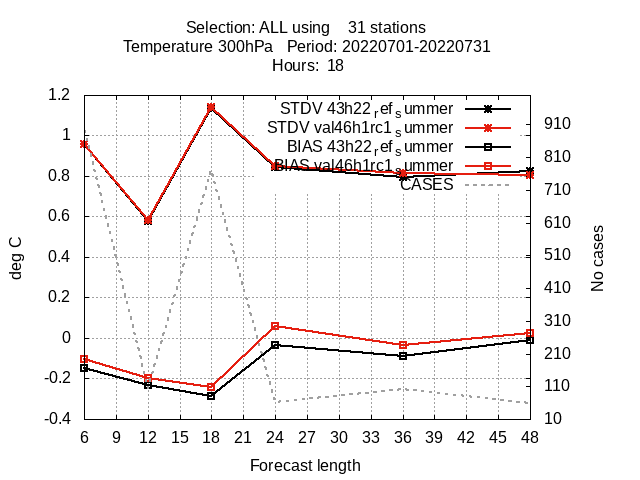 Selection: ALL using 31 stations
Temperature 300hPa Period: 20220701-20220731
Hours: 18
STDV 43h22_ref_summer
STDV val46h1rc1_summer
BIAS 43h22_ref_summer
BIAS val46h1rc1_summer
CASES
1.2
1
0.8
0.6
0.4
0.2
0
-0.2
-0.4
deg C
910
810
710
610
510
410
310
210
110
10
No cases
6 9 12 15 18 21 24 27 30 33 36 39 42 45 48
Forecast length